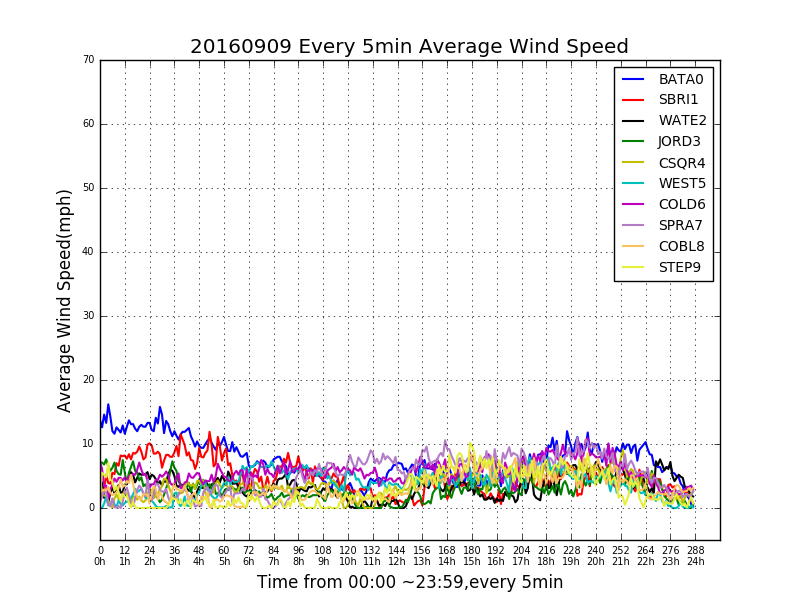 20160909 Every 5min Average Wind Speed
70
60
50
40
30
20
10
0
Average Wind Speed(mph)
BATA0
SBRI1
WATE2
JORD3
CSQR4
WEST5
COLD6
SPRA7
COBL8
STEP9
0 12 24 36 48 60 72 84 96 108 120 132 144 156 168 180 192 204 216 228 240 252 264 276 288
0h 1h 2h 3h 4h 5h 6h 7h 8h 9h 10h 11h 12h 13h 14h 15h 16h 17h 18h 19h 20h 21h 22h 23h 24h
Time from 00:00 ~23:59,every 5min